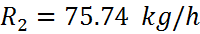 R₂ = 75.74 kg/h